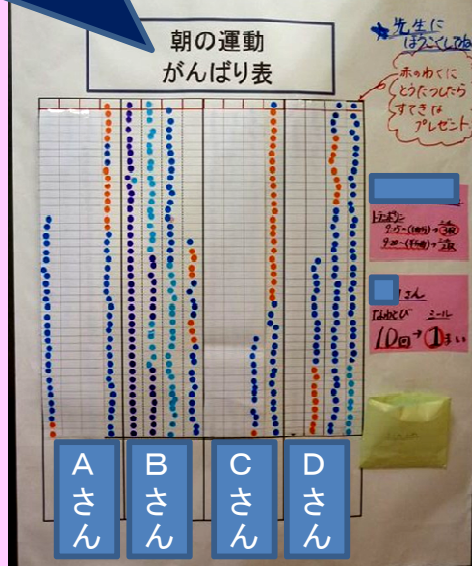 朝の運動
がんばり表
★先生に
ほうこくしてね
赤のわくに
とうたつしたら
すてきな
プレゼント
トランポリン
さん
なわとび シール
10回→①まい
Aさん
Bさん
Cさん
Dさん